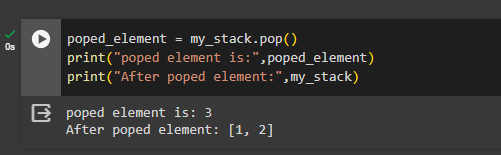 poped_element = my_stack.pop()
print("poped element is:",poped_element)
print("After poped element:",my_stack)
0s
poped element is: 3
After poped element: [1, 2]